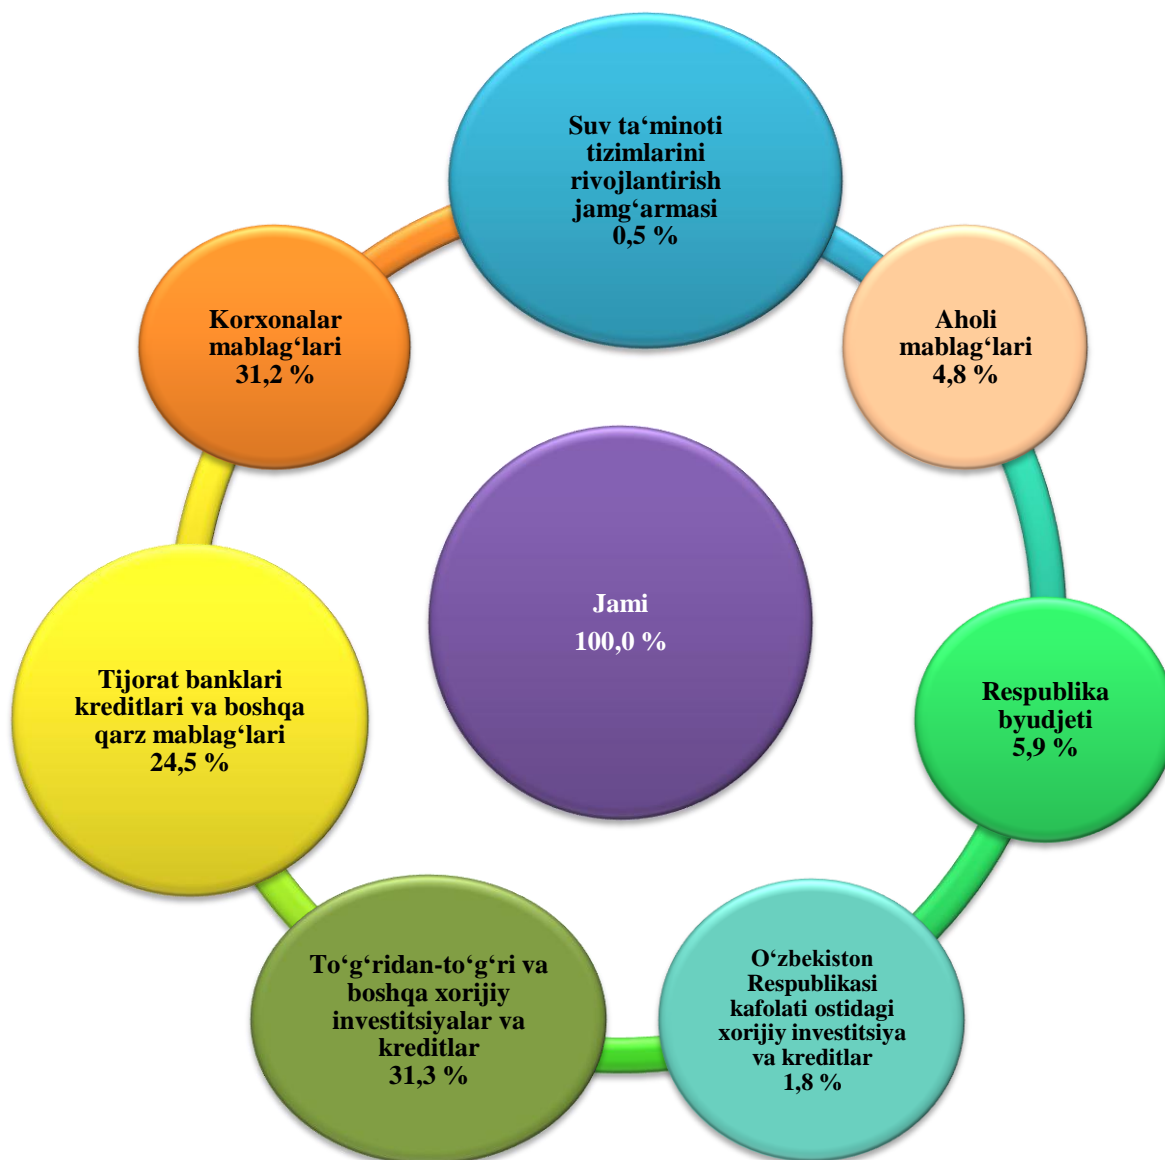 Suv ta‘minoti
tizimlarini
rivojlantirish
jamg‘armasi
0,5 %
Aholi
mablag‘lari
4,8 %
Respublika
byudjeti
5,9 %
O‘zbekiston
Respublikasi
kafolati ostidagi
xorijiy investitsiya
va kreditlar
1,8 %
To‘g‘ridan-to‘g‘ri va
boshqa xorijiy
investitsiyalar va
kreditlar
31,3 %
Tijorat banklari
kreditlari va boshqa
qarz mablag‘lari
24,5 %
Korxonalar
mablag‘lari
31,2 %
Jami
100,0 %